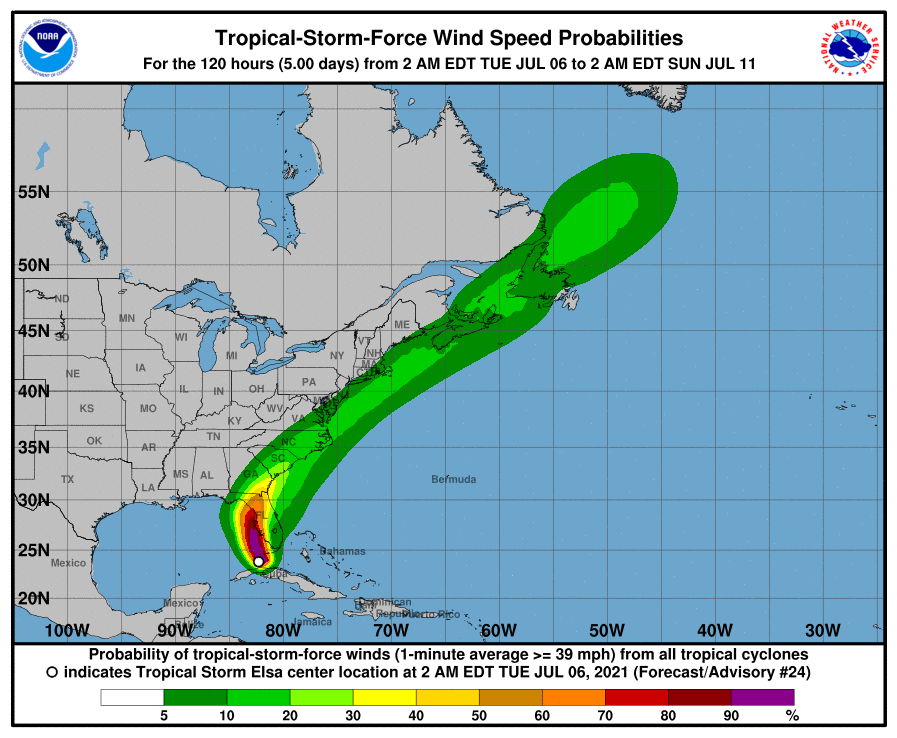 Tropical-Storm-Force Wind Speed Probabilities
For the 120 hours (5.00 days) from 2 AM EDT TUE JUL 06 to 2 AM EDT SUN JUL 11
NOAA
NATIONAL WEATHER SERVICE
55N
50N
ND
MN
45N
SD
WI
ME
VT
MI
NY
NH
MA
NE
IA
40N
IL
IN
OH
PA
KS
MO
WV
VA
KY
OK
TN
NC
35N
AR
SC
TX
MS
AL
GA
LA
Bermuda
30N
FL
25N
Bahamas
Mexico
Cuba
20N
Mexico
Dominican
Republic
Puerto Rico
Jamaica
Belize
100W 90W 80W 70W 60W 50W 40W 30W
Probability of tropical-storm-force winds (1-minute average >= 39 mph) from all tropical cyclones
O indicates Tropical Storm Elsa center location at 2 AM EDT TUE JUL 06, 2021 (Forecast/Advisory #24)
5 10 20 30 40 50 60 70 80 90 %